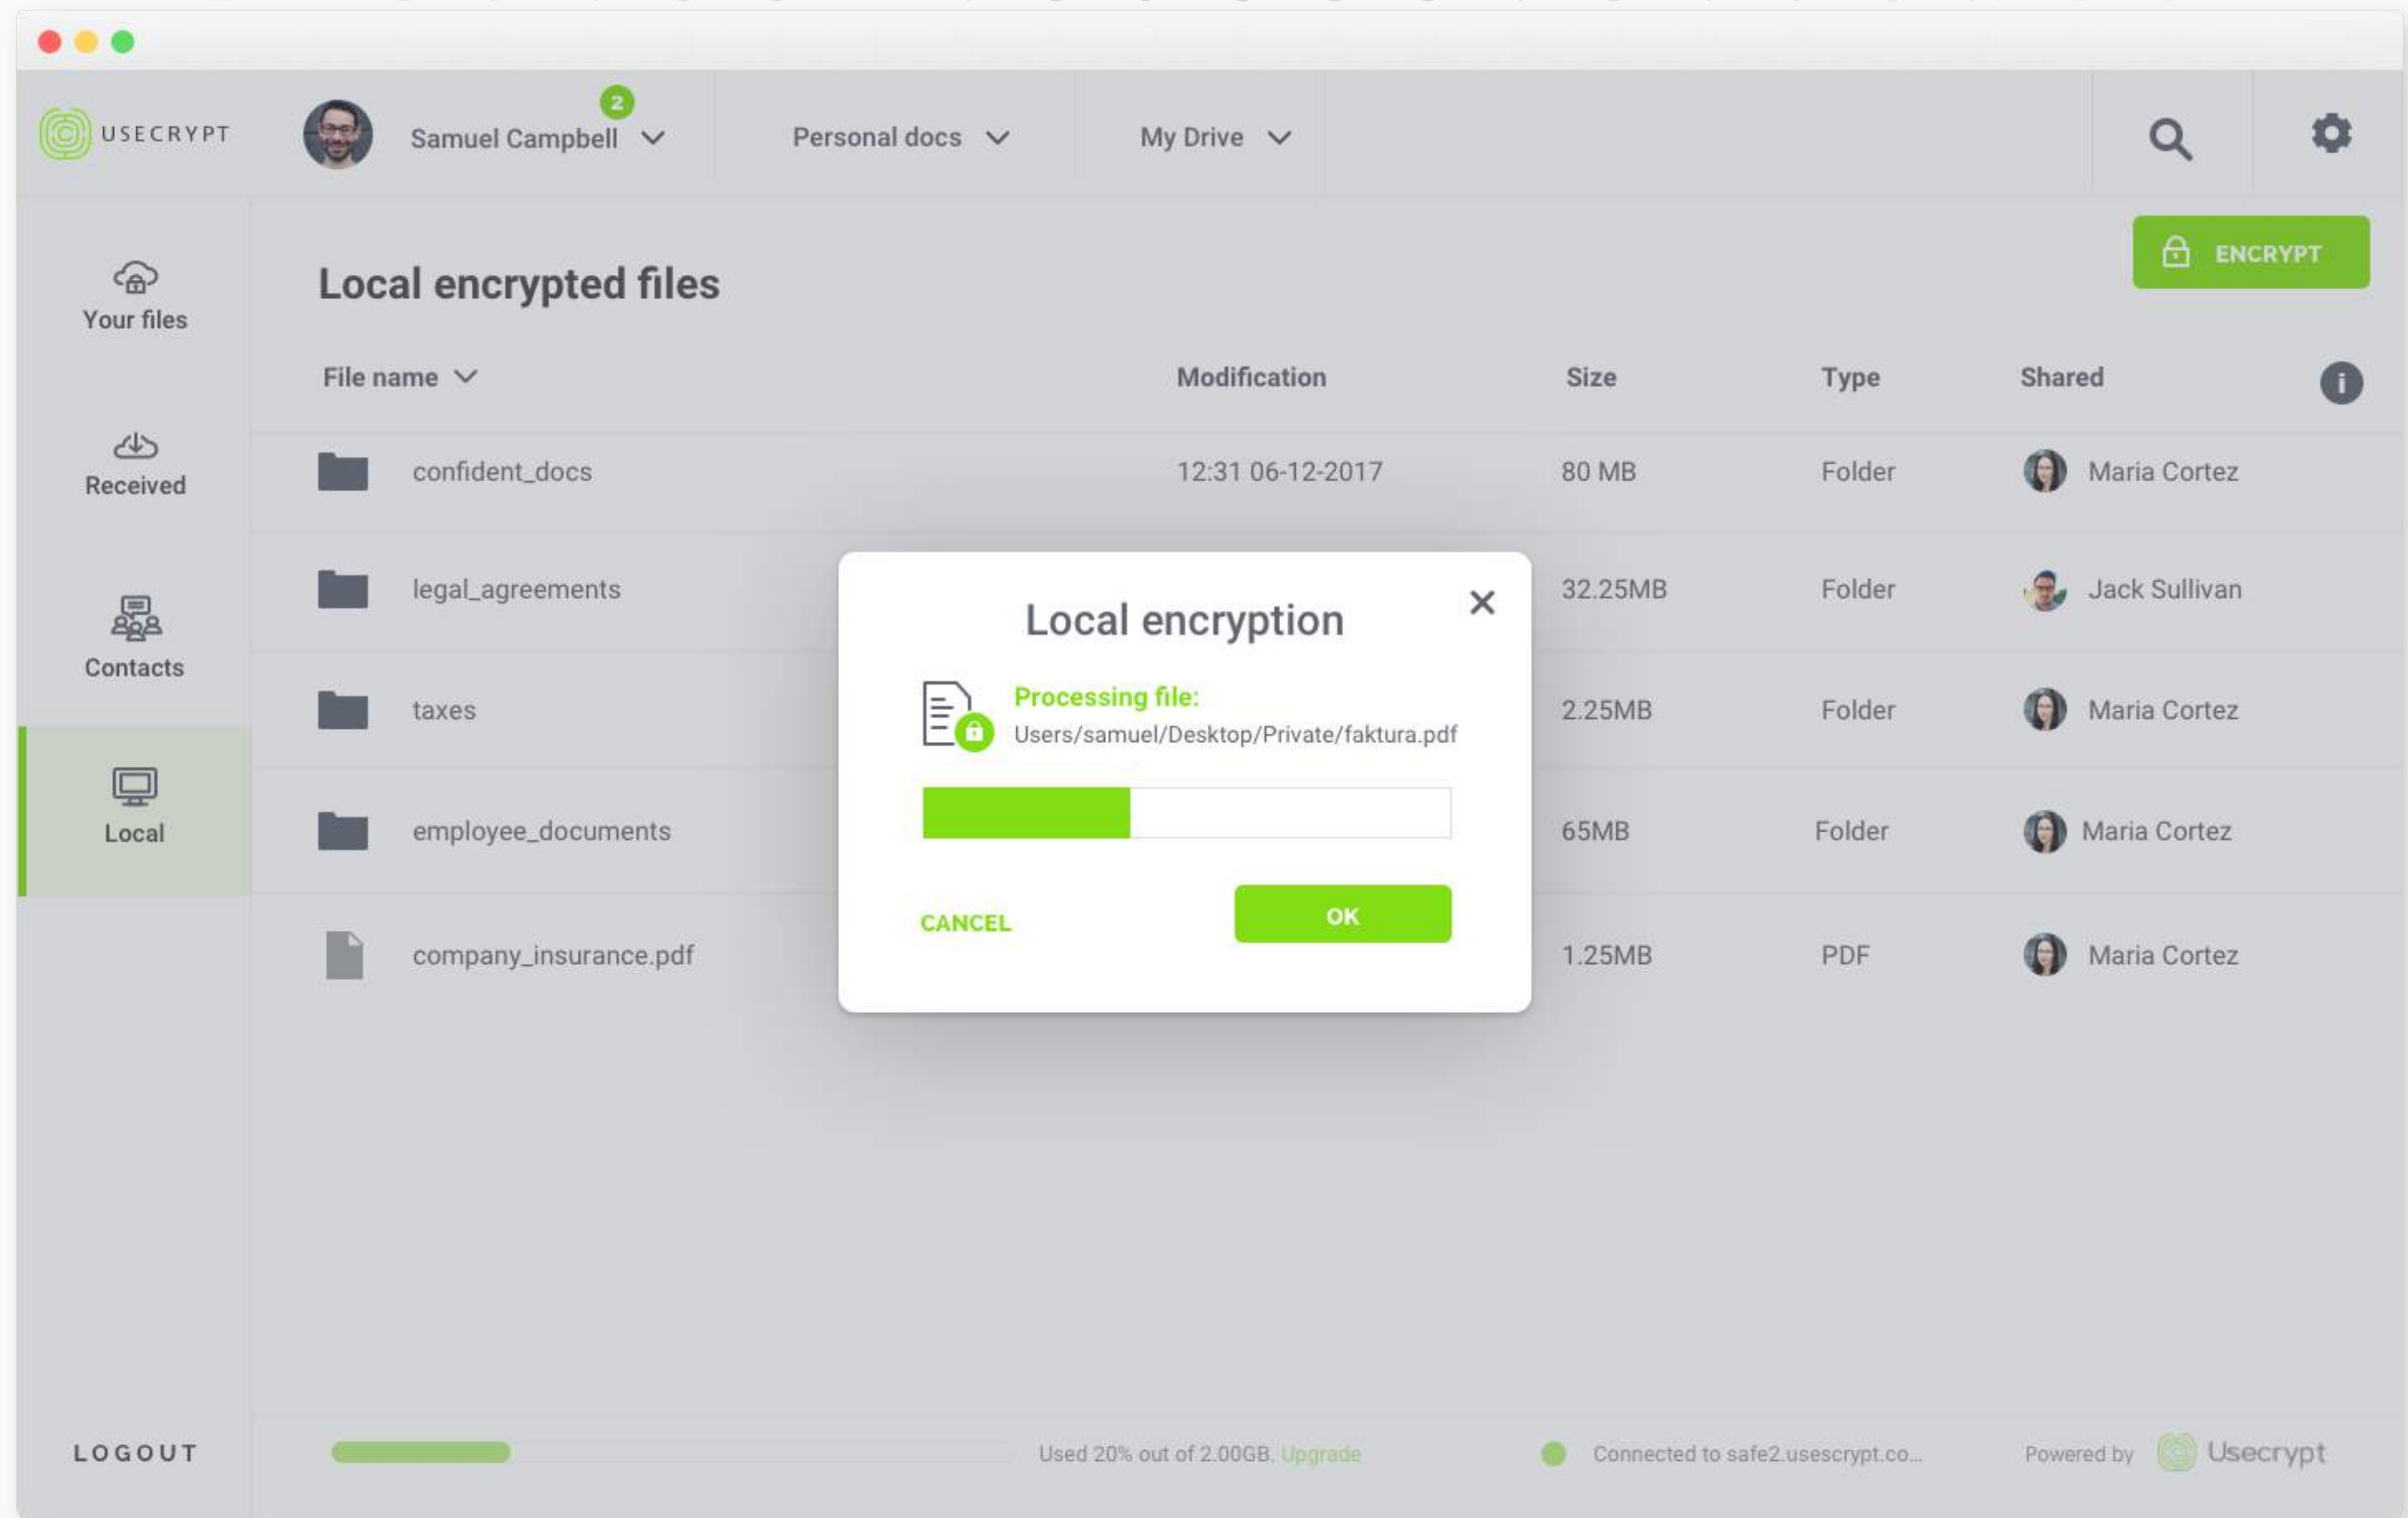 USECRYPT
Samuel Campbell
2
Personal docs
My Drive
Your files
Received
Contacts
Local
LOGOUT
Local encrypted files
ENCRYPT
File name Modification Size Type Shared i
confident_docs 12:31 06-12-2017 80 MB Folder Maria Cortez
legal_agreements 32.25MB Folder Jack Sullivan
taxes 2.25MB Folder Maria Cortez
employee_documents 65MB Folder Maria Cortez
company_insurance.pdf 1.25MB PDF Maria Cortez
Local encryption
Processing file:
Users/samuel/Desktop/Private/faktura.pdf
CANCEL OK
Used 20% out of 2.00GB. Upgrade
Connected to safe2.usescrypt.co...
Powered by Usecrypt